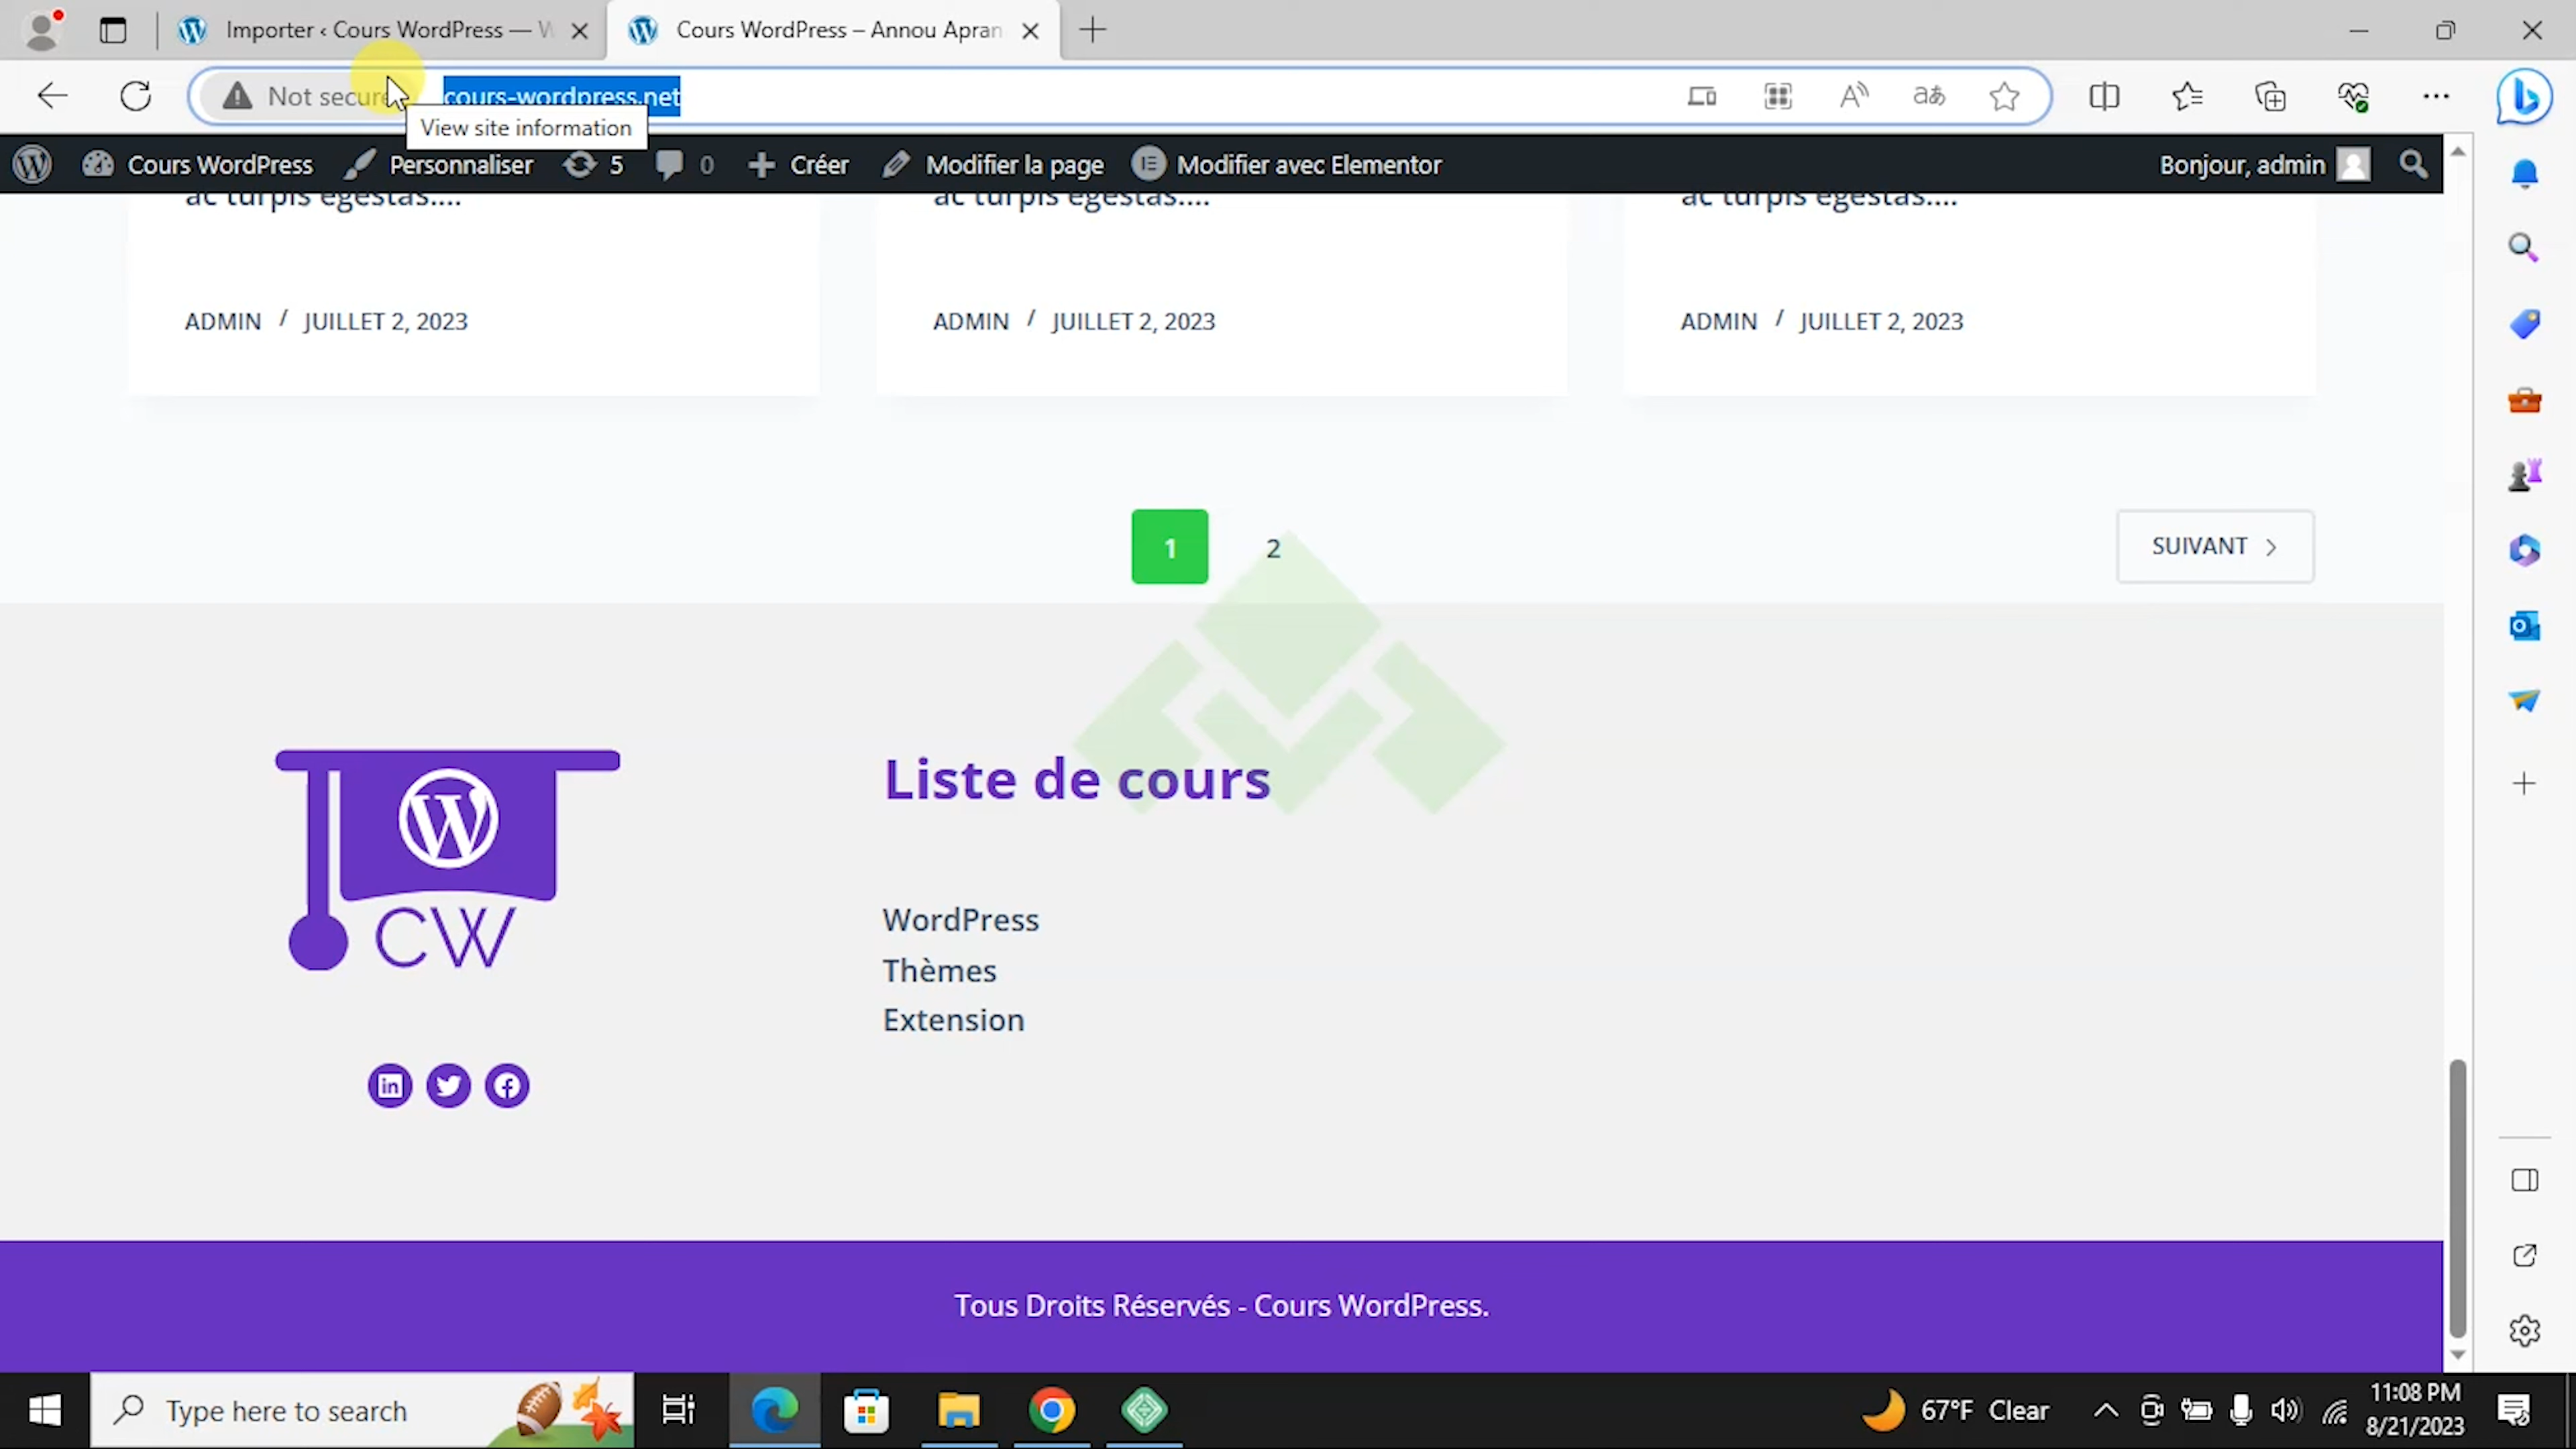 Importer ‹ Cours WordPress — W
Cours WordPress – Annou Apran
Not secure
cours-wordpress.net
View site information
Cours WordPress
Personnaliser
5
0
Créer
Modifier la page
Modifier avec Elementor
Bonjour, admin
ac turpis egestas....
ac turpis egestas....
ac turpis egestas....
ADMIN / JUILLET 2, 2023
ADMIN / JUILLET 2, 2023
ADMIN / JUILLET 2, 2023
1
2
SUIVANT
Liste de cours
CW
WordPress
Thèmes
Extension
Tous Droits Réservés - Cours WordPress.
Type here to search
67°F Clear
11:08 PM
8/21/2023